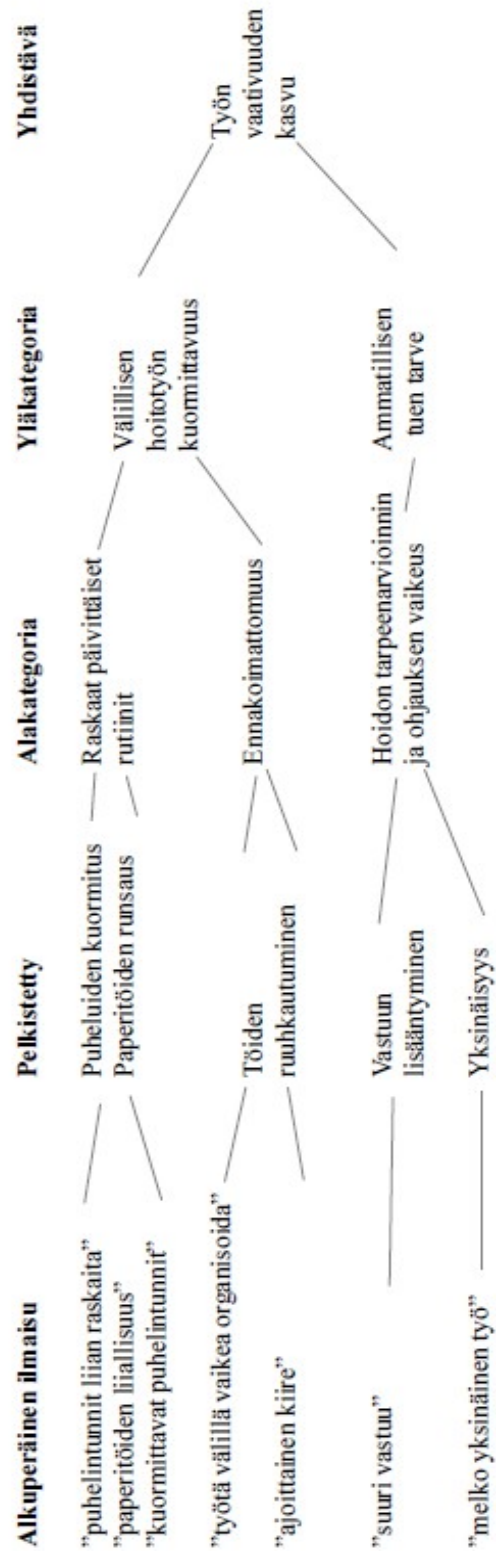 Alkuperäinen ilmaisu
Pelkistetty
Alakategoria
Yläkategoria
Yhdistävä
”puhelintunnit liian raskaita”
”paperitöiden liiallisuus”
”kuormittavat puhelintunnit”
Puheluiden kuormitus
Paperitöiden runsaus
Raskaat päivittäiset
rutiinit
Välillisen
hoitotyön
kuormittavuus
Työn
vaativuuden
kasvu
”työtä välillä vaikea organisoida”
”ajoittainen kiire”
Töiden
ruuhkautuminen
Ennakoimattomuus
”suuri vastuu”
Vastuun
lisääntyminen
Hoidon tarpeenarvioinnin
ja ohjauksen vaikeus
Ammatillisen
tuen tarve
”melko yksinäinen työ”
Yksinäisyys